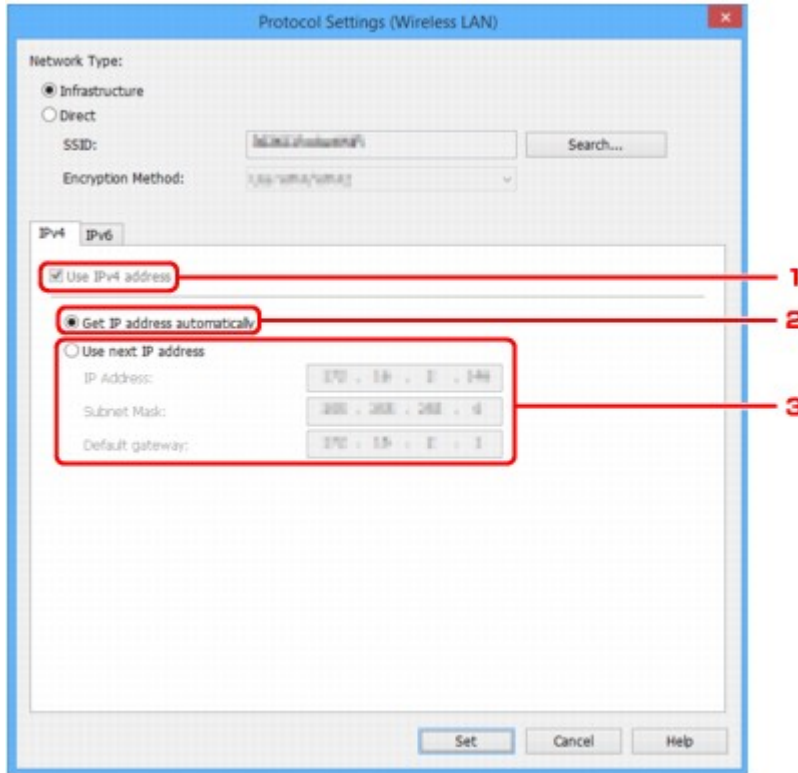 Protocol Settings (Wireless LAN)
Network Type:
Infrastructure
Direct
SSID:
Search...
Encryption Method:
IPv4 IPv6
Use IPv4 address
1
Get IP address automatically
2
Use next IP address
IP Address:
Subnet Mask:
3
Default gateway:
Set Cancel Help